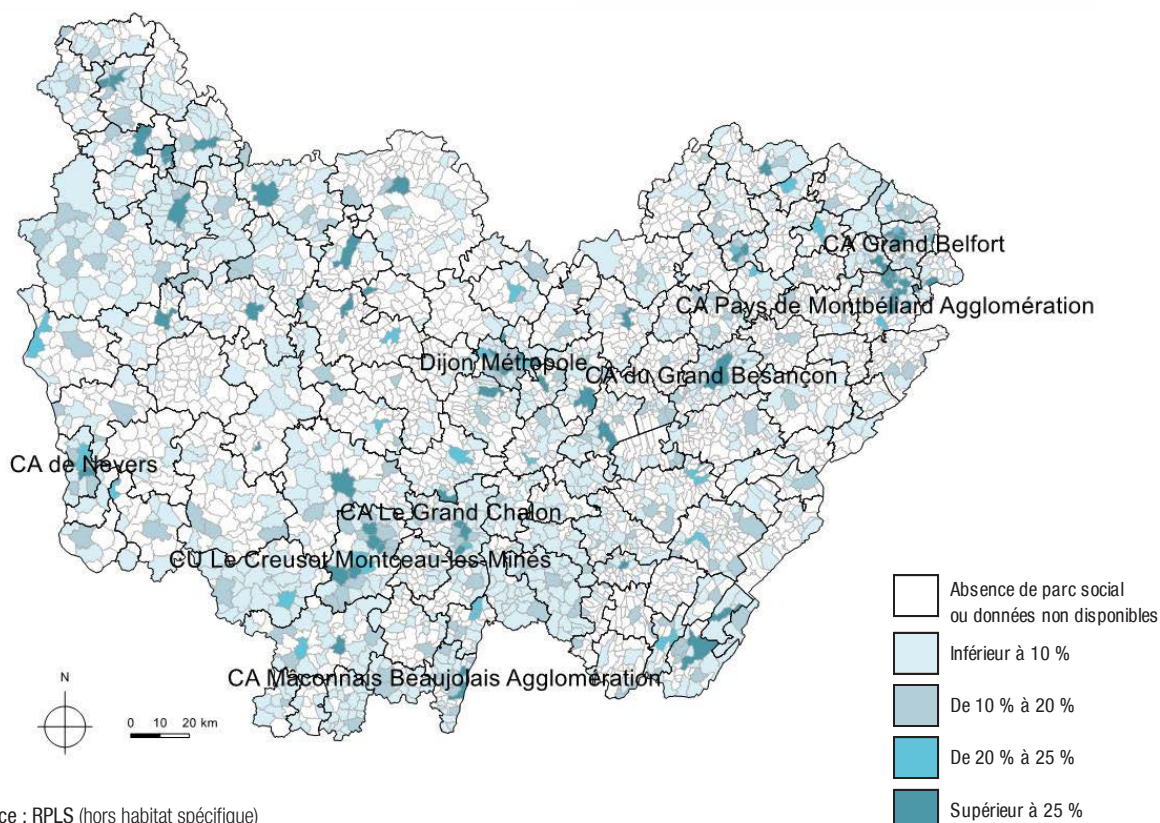 CA Grand Belfort
CA Pays de Montbéliard Agglomération
Dijon Métropole
CA du Grand Besançon
CA de Nevers
CA Le Grand Chalon
CU Le Creusot Montceau-les-Mines
CA Mâconnais Beaujolais Agglomération
N
0 10 20 km
Absence de parc social
ou données non disponibles
Inférieur à 10 %
De 10 % à 20 %
De 20 % à 25 %
Supérieur à 25 %
ce : RPLS (hors habitat spécifique)